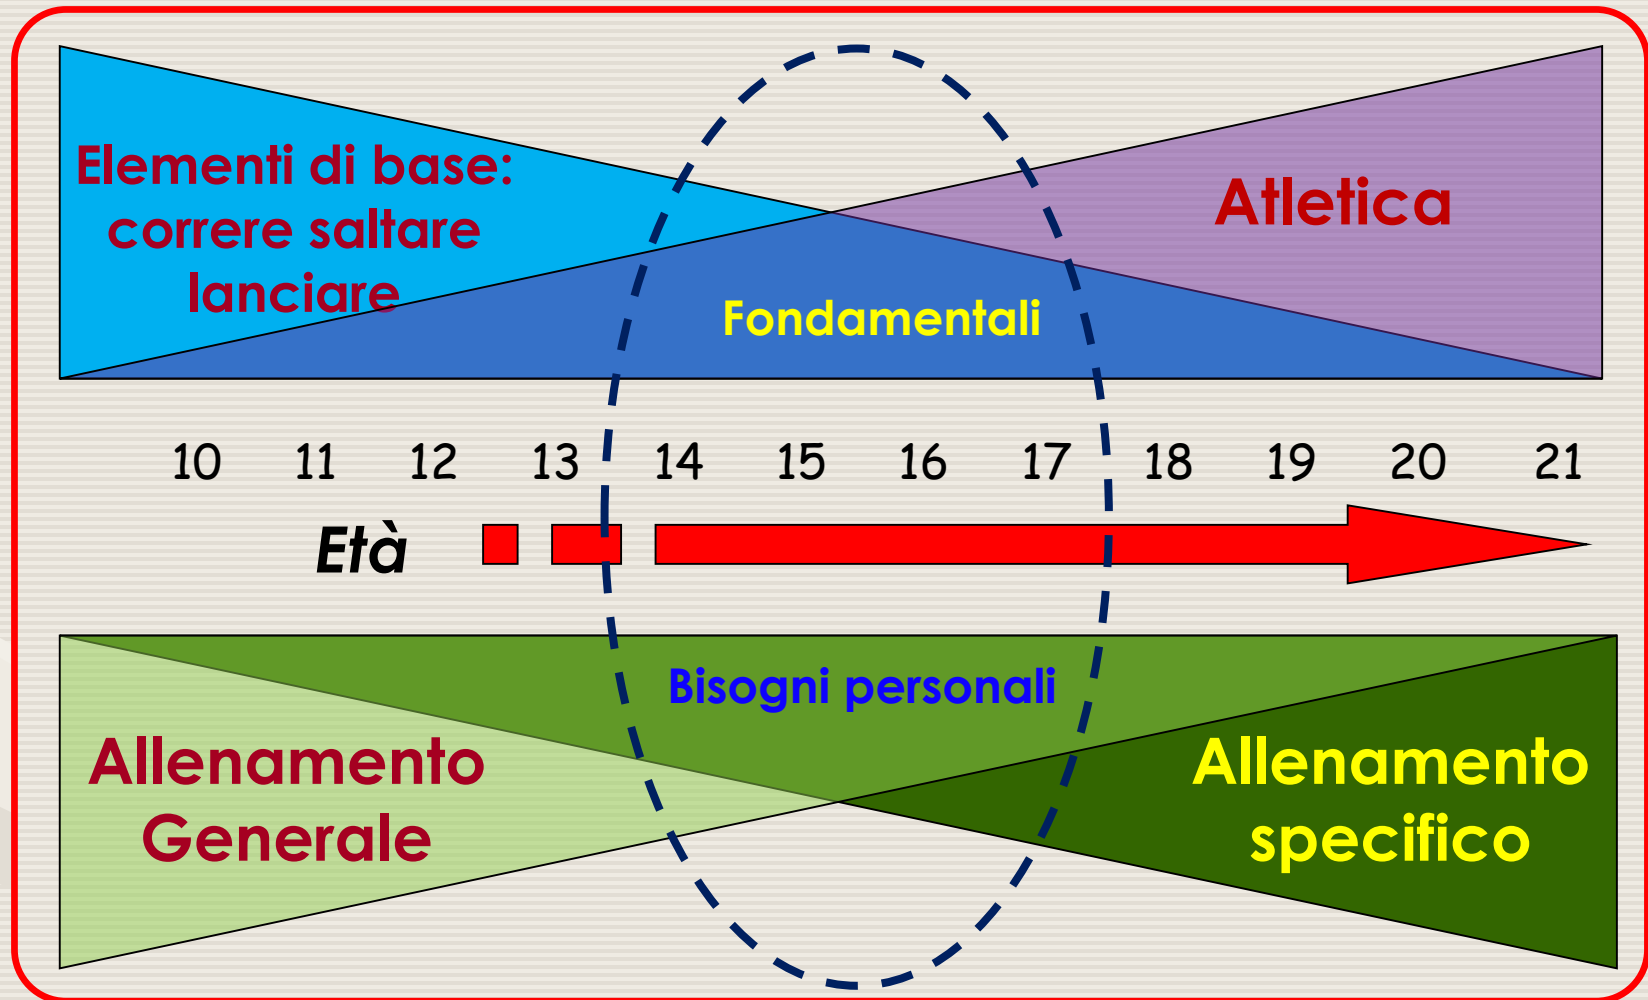 Elementi di base:
correre saltare
lanciare
Atletica
Fondamentali
10 11 12 13 14 15 16 17 18 19 20 21
Età
Bisogni personali
Allenamento
Generale
Allenamento
specifico